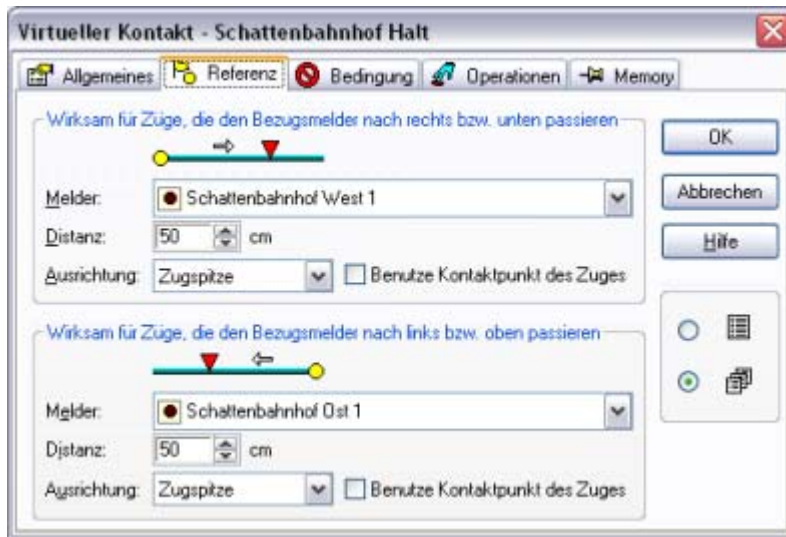 Virtueller Kontakt - Schattenbahnhof Halt
Allgemeines Referenz Bedingung Operationen Memory
Wirksam für Züge, die den Bezugsmelder nach rechts bzw. unten passieren
Melder: Schattenbahnhof West 1
Distanz: 50 cm
Ausrichtung: Zugspitze Benutze Kontaktpunkt des Zuges
Wirksam für Züge, die den Bezugsmelder nach links bzw. oben passieren
Melder: Schattenbahnhof Ost 1
Distanz: 50 cm
Ausrichtung: Zugspitze Benutze Kontaktpunkt des Zuges
OK
Abbrechen
Hilfe